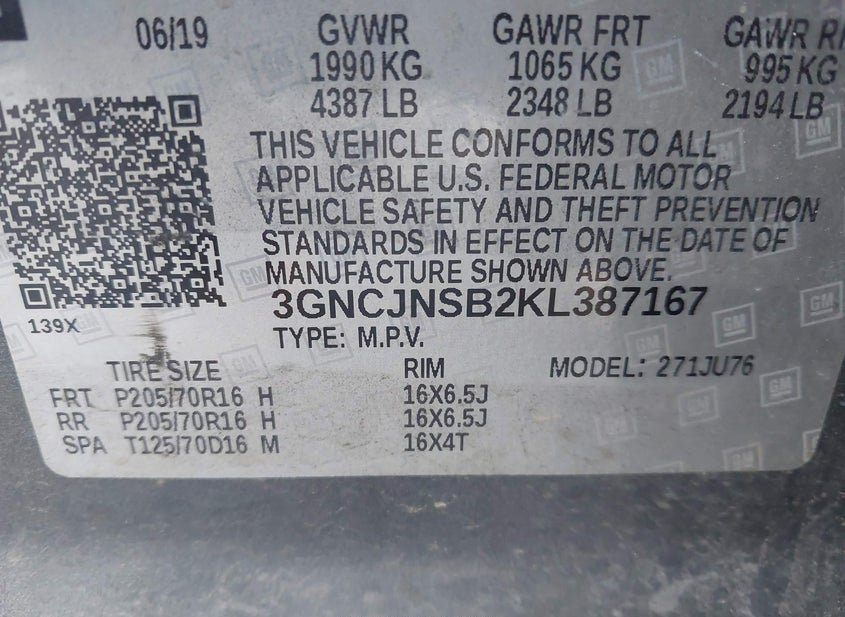 06/19 GVWR GAWR FRT GAWR
1990 KG 1065 KG 995 KG
4387 LB 2348 LB 2194 LB
THIS VEHICLE CONFORMS TO ALL
APPLICABLE U.S. FEDERAL MOTOR
VEHICLE SAFETY AND THEFT PREVENTION
STANDARDS IN EFFECT ON THE DATE OF
MANUFACTURE SHOWN ABOVE.
3GNCJNSB2KL387167
139X
TYPE: M.P.V.
TIRE SIZE RIM MODEL: 271JU76
FRT P205/70R16 H 16X6.5J
RR P205/70R16 H 16X6.5J
SPA T125/70D16 M 16X4T